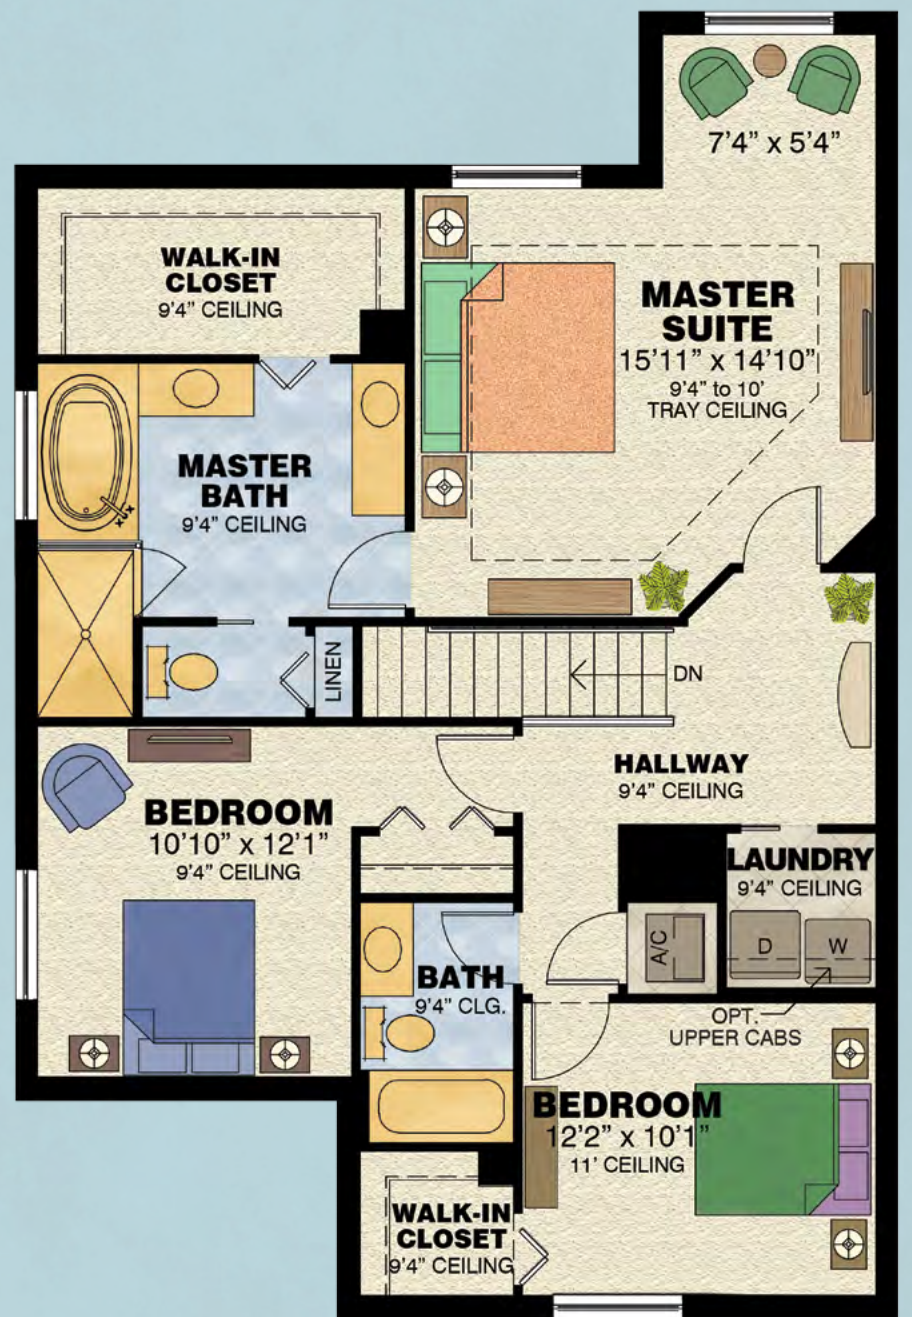 7'4” x 5'4”
WALK-IN
CLOSET
9'4” CEILING
MASTER
SUITE
15'11” x 14'10”
9'4” to 10'
TRAY CEILING
MASTER
BATH
9'4” CEILING
LINEN
DN
HALLWAY
9'4” CEILING
BEDROOM
10'10” x 12'1”
9'4” CEILING
LAUNDRY
9'4” CEILING
A/C
D
W
BATH
9'4” CLG.
OPT.
UPPER CABS
BEDROOM
12'2” x 10'1”
11' CEILING
WALK-IN
CLOSET
9'4” CEILING